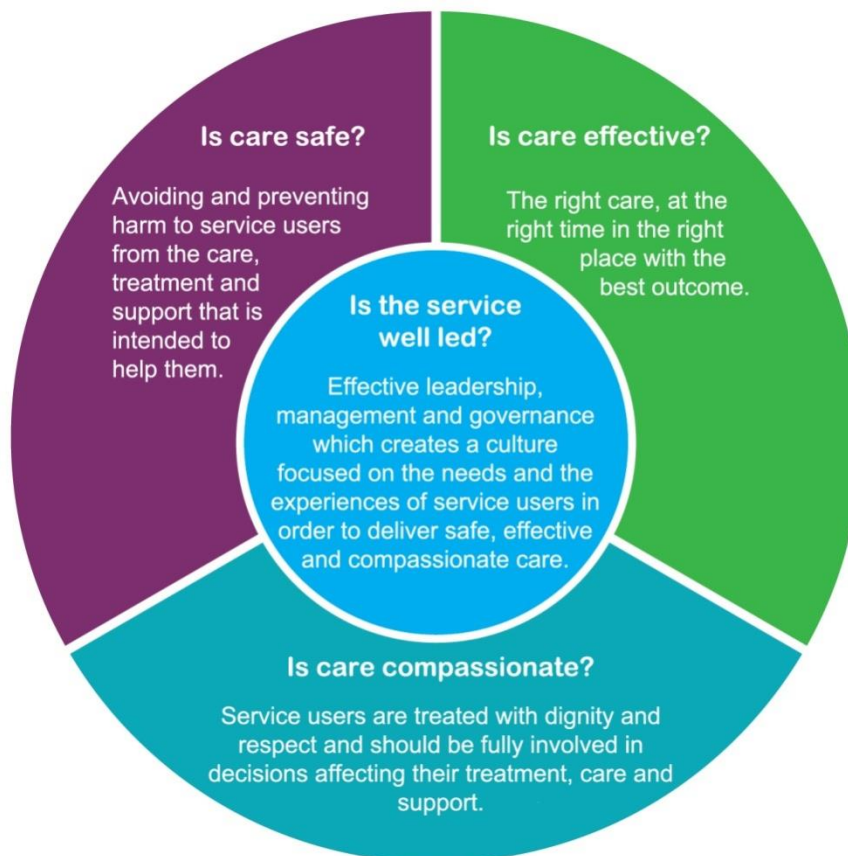 Is care safe?
Avoiding and preventing
harm to service users
from the care,
treatment and
support that is
intended to
help them.
Is care effective?
The right care, at the
right time in the right
place with the
best outcome.
Is the service
well led?
Effective leadership,
management and governance
which creates a culture
focused on the needs and the
experiences of service users in
order to deliver safe, effective
and compassionate care.
Is care compassionate?
Service users are treated with dignity and
respect and should be fully involved in
decisions affecting their treatment, care and
support.